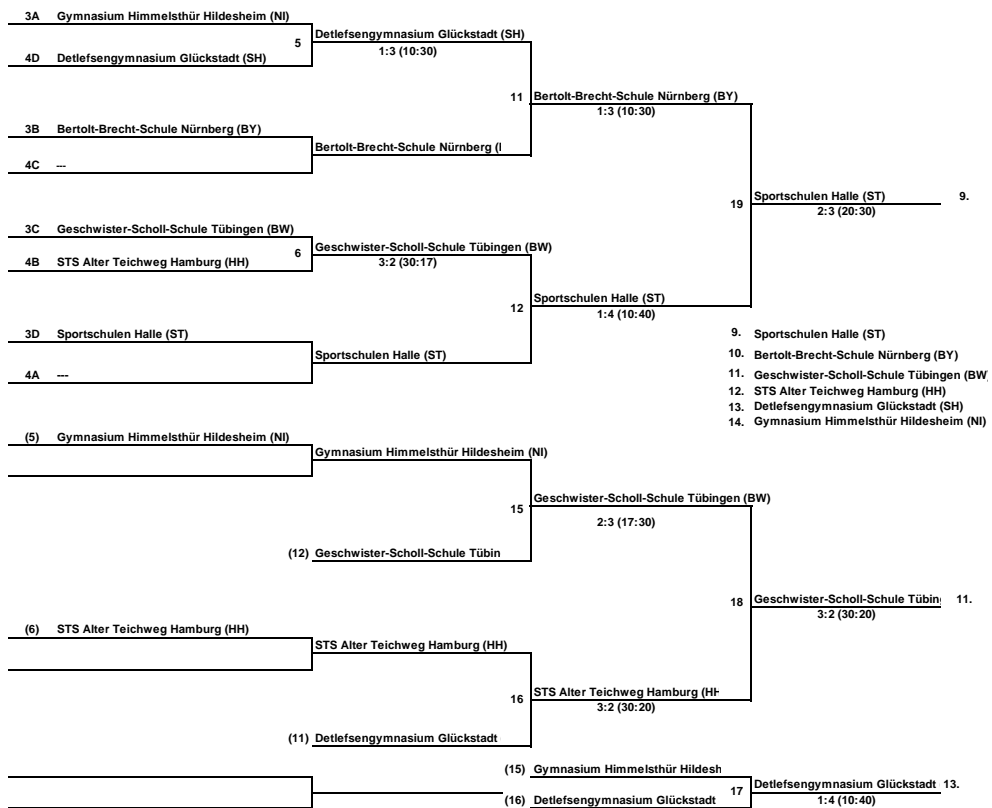 3A Gymnasium Himmelsthür Hildesheim (NI)
5 Detlefsengymnasium Glückstadt (SH)
1:3 (10:30)
4D Detlefsengymnasium Glückstadt (SH)
11 Bertolt-Brecht-Schule Nürnberg (BY)
1:3 (10:30)
3B Bertolt-Brecht-Schule Nürnberg (BY)
Bertolt-Brecht-Schule Nürnberg (
4C ---
19 Sportschulen Halle (ST) 9.
2:3 (20:30)
3C Geschwister-Scholl-Schule Tübingen (BW)
6 Geschwister-Scholl-Schule Tübingen (BW)
3:2 (30:17)
4B STS Alter Teichweg Hamburg (HH)
12 Sportschulen Halle (ST)
1:4 (10:40)
3D Sportschulen Halle (ST)
Sportschulen Halle (ST)
4A ---
9. Sportschulen Halle (ST)
10. Bertolt-Brecht-Schule Nürnberg (BY)
11. Geschwister-Scholl-Schule Tübingen (BW)
12. STS Alter Teichweg Hamburg (HH)
13. Detlefsengymnasium Glückstadt (SH)
14. Gymnasium Himmelsthür Hildesheim (NI)
(5) Gymnasium Himmelsthür Hildesheim (NI)
Gymnasium Himmelsthür Hildesheim (NI)
15 Geschwister-Scholl-Schule Tübingen (BW)
2:3 (17:30)
(12) Geschwister-Scholl-Schule Tübin
18 Geschwister-Scholl-Schule Tübin 11.
3:2 (30:20)
(6) STS Alter Teichweg Hamburg (HH)
STS Alter Teichweg Hamburg (HH)
16 STS Alter Teichweg Hamburg (HH
3:2 (30:20)
(11) Detlefsengymnasium Glückstadt
(15) Gymnasium Himmelsthür Hildesh
17 Detlefsengymnasium Glückstadt 13.
1:4 (10:40)
(16) Detlefsengymnasium Glückstadt